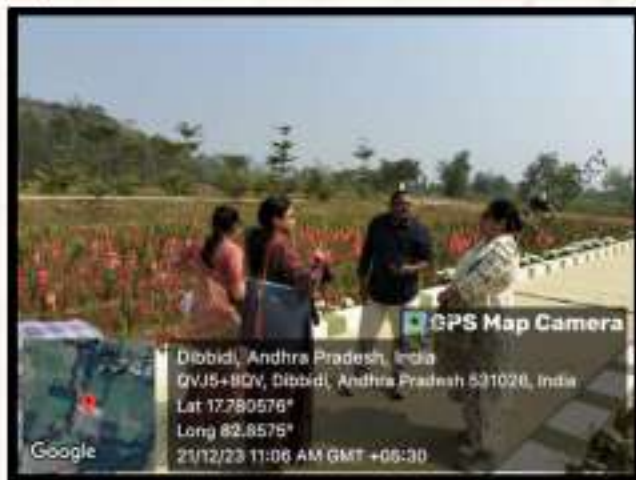 GPS Map Camera
Dibbidi, Andhra Pradesh, India
QVJ5+8QV, Dibbidi, Andhra Pradesh 531026, India
Lat 17.780576°
Long 82.8575°
21/12/23 11:06 AM GMT +05:30
Google